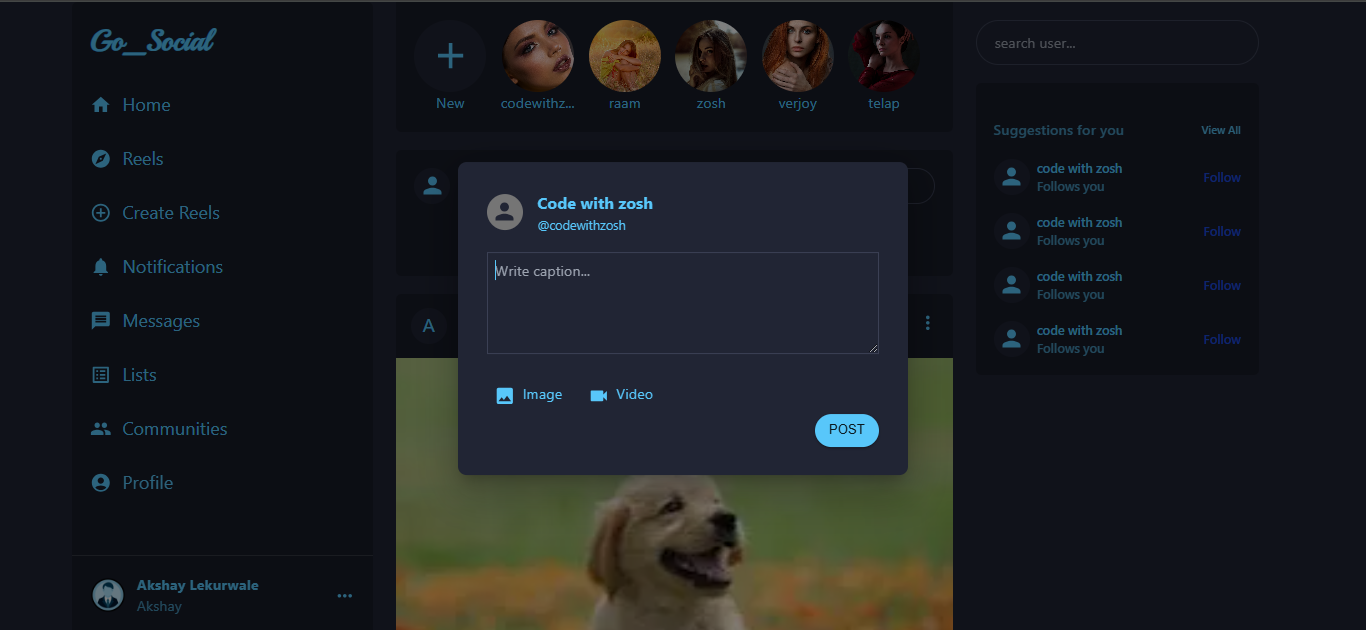 Go_Social
Home
Reels
Create Reels
Notifications
Messages
Lists
Communities
Profile
Akshay Lekurwale
Akshay
New
codewithz...
raam
zosh
verjoy
telap
A
Code with zosh
@codewithzosh
Write caption...
Image
Video
POST
search user...
Suggestions for you
View All
code with zosh
Follows you
Follow
code with zosh
Follows you
Follow
code with zosh
Follows you
Follow
code with zosh
Follows you
Follow